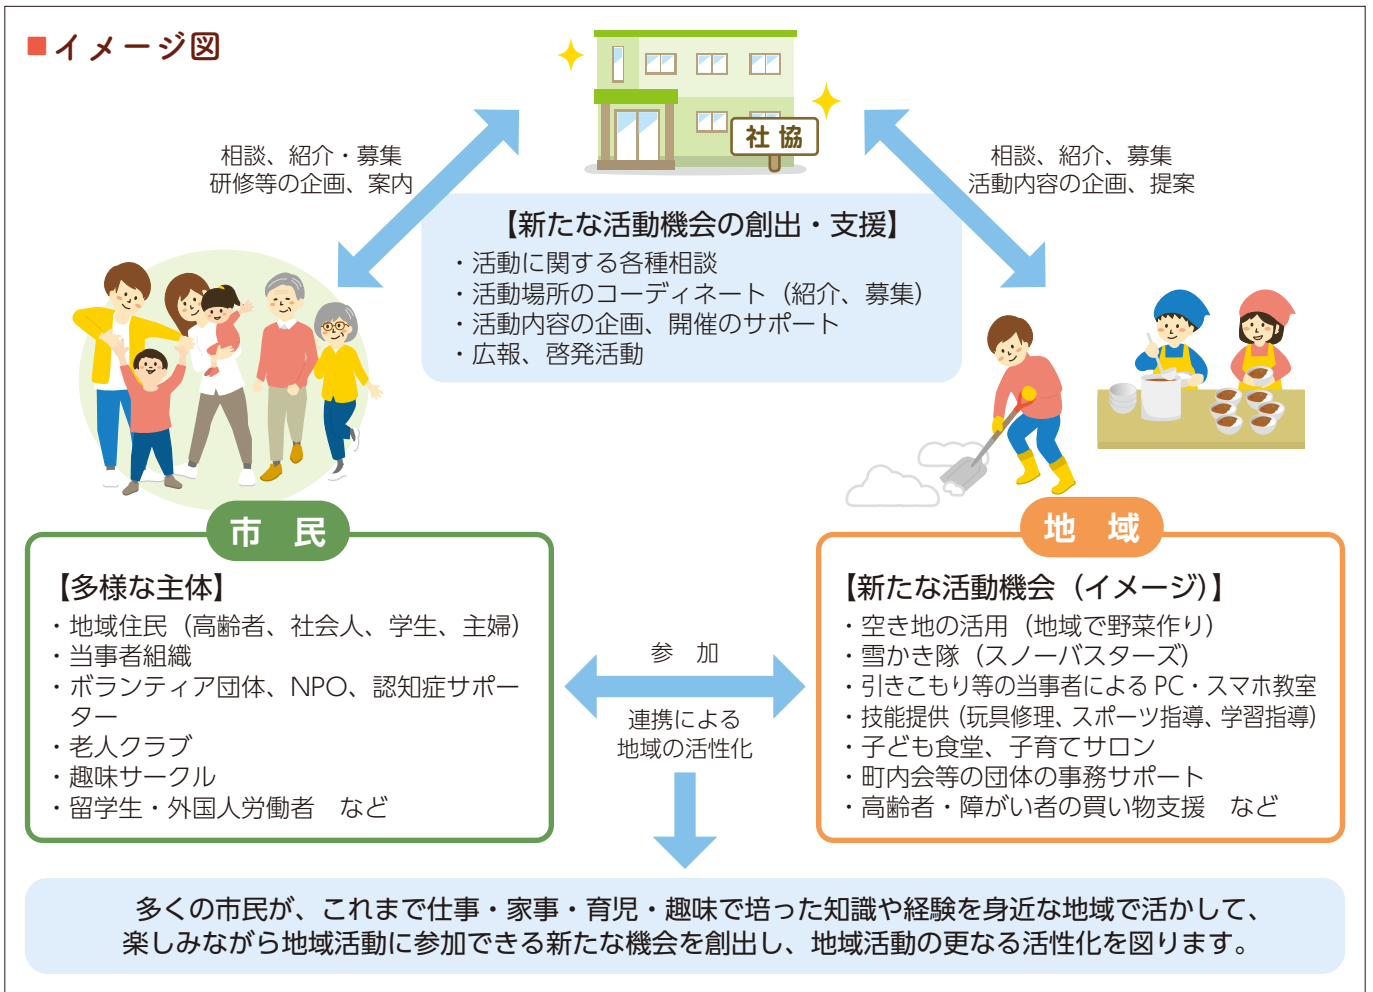 ■イメージ図
社協
相談、紹介・募集
研修等の企画、案内
相談、紹介、募集
活動内容の企画、提案
【新たな活動機会の創出・支援】
・活動に関する各種相談
・活動場所のコーディネート（紹介、募集）
・活動内容の企画、開催のサポート
・広報、啓発活動
市　民
【多様な主体】
・地域住民（高齢者、社会人、学生、主婦）
・当事者組織
・ボランティア団体、NPO、認知症サポー
ター
・老人クラブ
・趣味サークル
・留学生・外国人労働者　など
参　加
連携による
地域の活性化
地　域
【新たな活動機会（イメージ）】
・空き地の活用（地域で野菜作り）
・雪かき隊（スノーバスターズ）
・引きこもり等の当事者による PC・スマホ教室
・技能提供（玩具修理、スポーツ指導、学習指導）
・子ども食堂、子育てサロン
・町内会等の団体の事務サポート
・高齢者・障がい者の買い物支援　など
多くの市民が、これまで仕事・家事・育児・趣味で培った知識や経験を身近な地域で活かして、
楽しみながら地域活動に参加できる新たな機会を創出し、地域活動の更なる活性化を図ります。